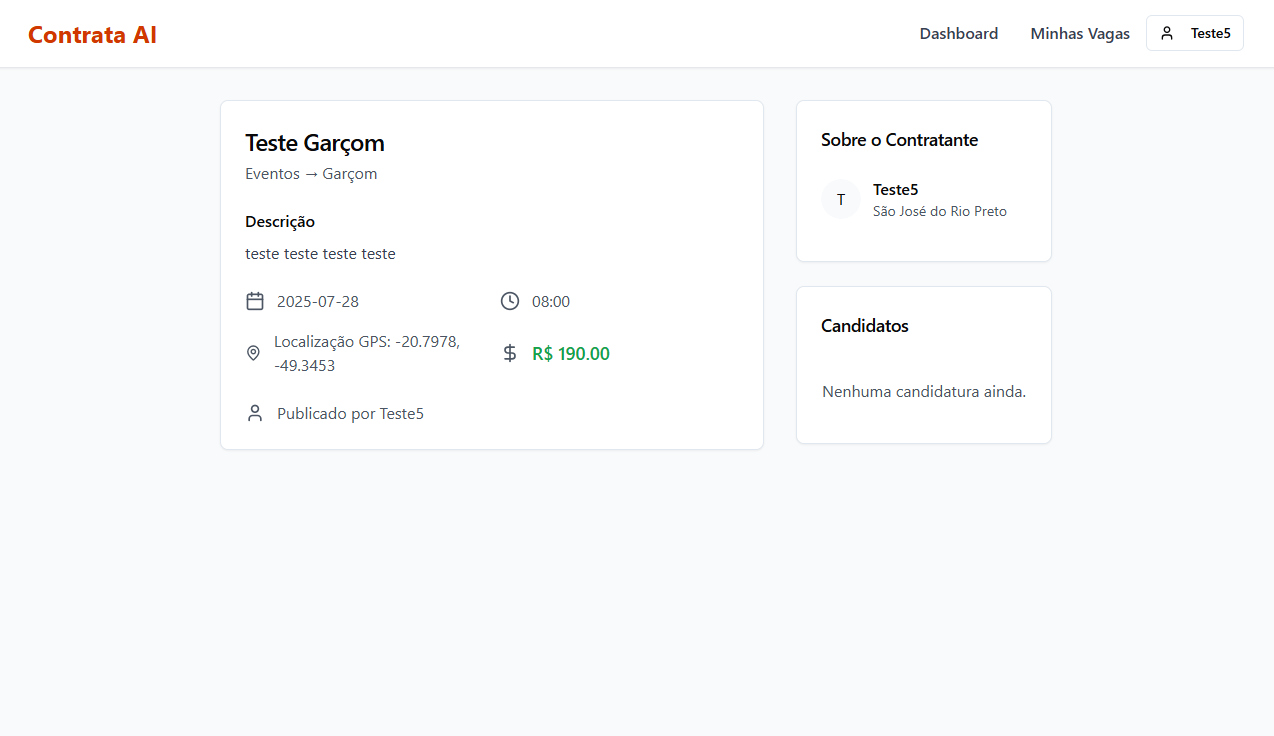 Contrata AI
Dashboard
Minhas Vagas
Teste5
Teste Garçom
Eventos → Garçom
Descrição
teste teste teste teste
2025-07-28
08:00
Localização GPS: -20.7978,
-49.3453
R$ 190.00
Publicado por Teste5
Sobre o Contratante
T
Teste5
São José do Rio Preto
Candidatos
Nenhuma candidatura ainda.